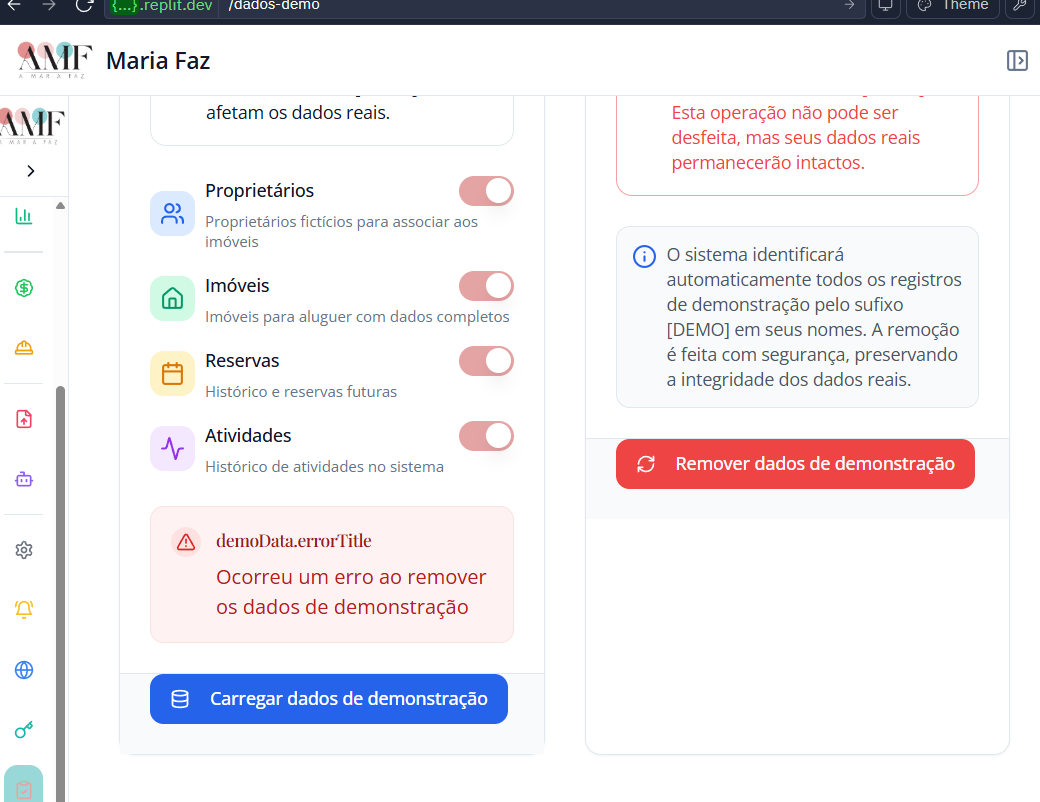 {...}.replit.dev
/dados-demo
Theme
AMF
A MAR A FAZ
Maria Faz
AMF
A MAR A FAZ
afetam os dados reais.
Proprietários
Proprietários fictícios para associar aos
imóveis
Imóveis
Imóveis para aluguer com dados completos
Reservas
Histórico e reservas futuras
Atividades
Histórico de atividades no sistema
demoData.errorTitle
Ocorreu um erro ao remover
os dados de demonstração
Carregar dados de demonstração
Esta operação não pode ser
desfeita, mas seus dados reais
permanecerão intactos.
O sistema identificará
automaticamente todos os registros
de demonstração pelo sufixo
[DEMO] em seus nomes. A remoção
é feita com segurança, preservando
a integridade dos dados reais.
Remover dados de demonstração